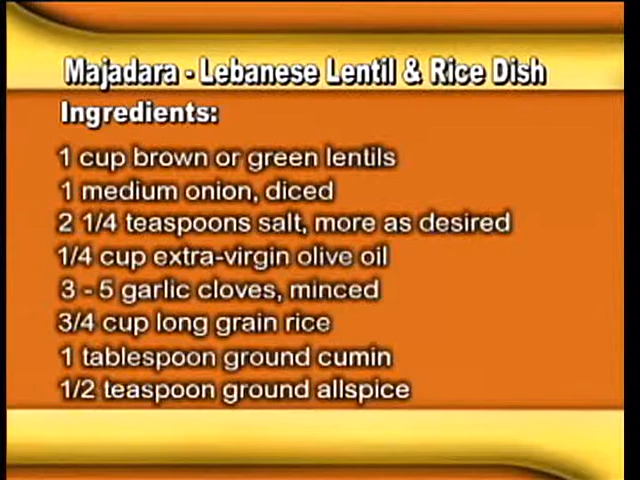 Majadara - Lebanese Lentil & Rice Dish
Ingredients:
1 cup brown or green lentils
1 medium onion, diced
2 1/4 teaspoons salt, more as desired
1/4 cup extra-virgin olive oil
3 - 5 garlic cloves, minced
3/4 cup long grain rice
1 tablespoon ground cumin
1/2 teaspoon ground allspice